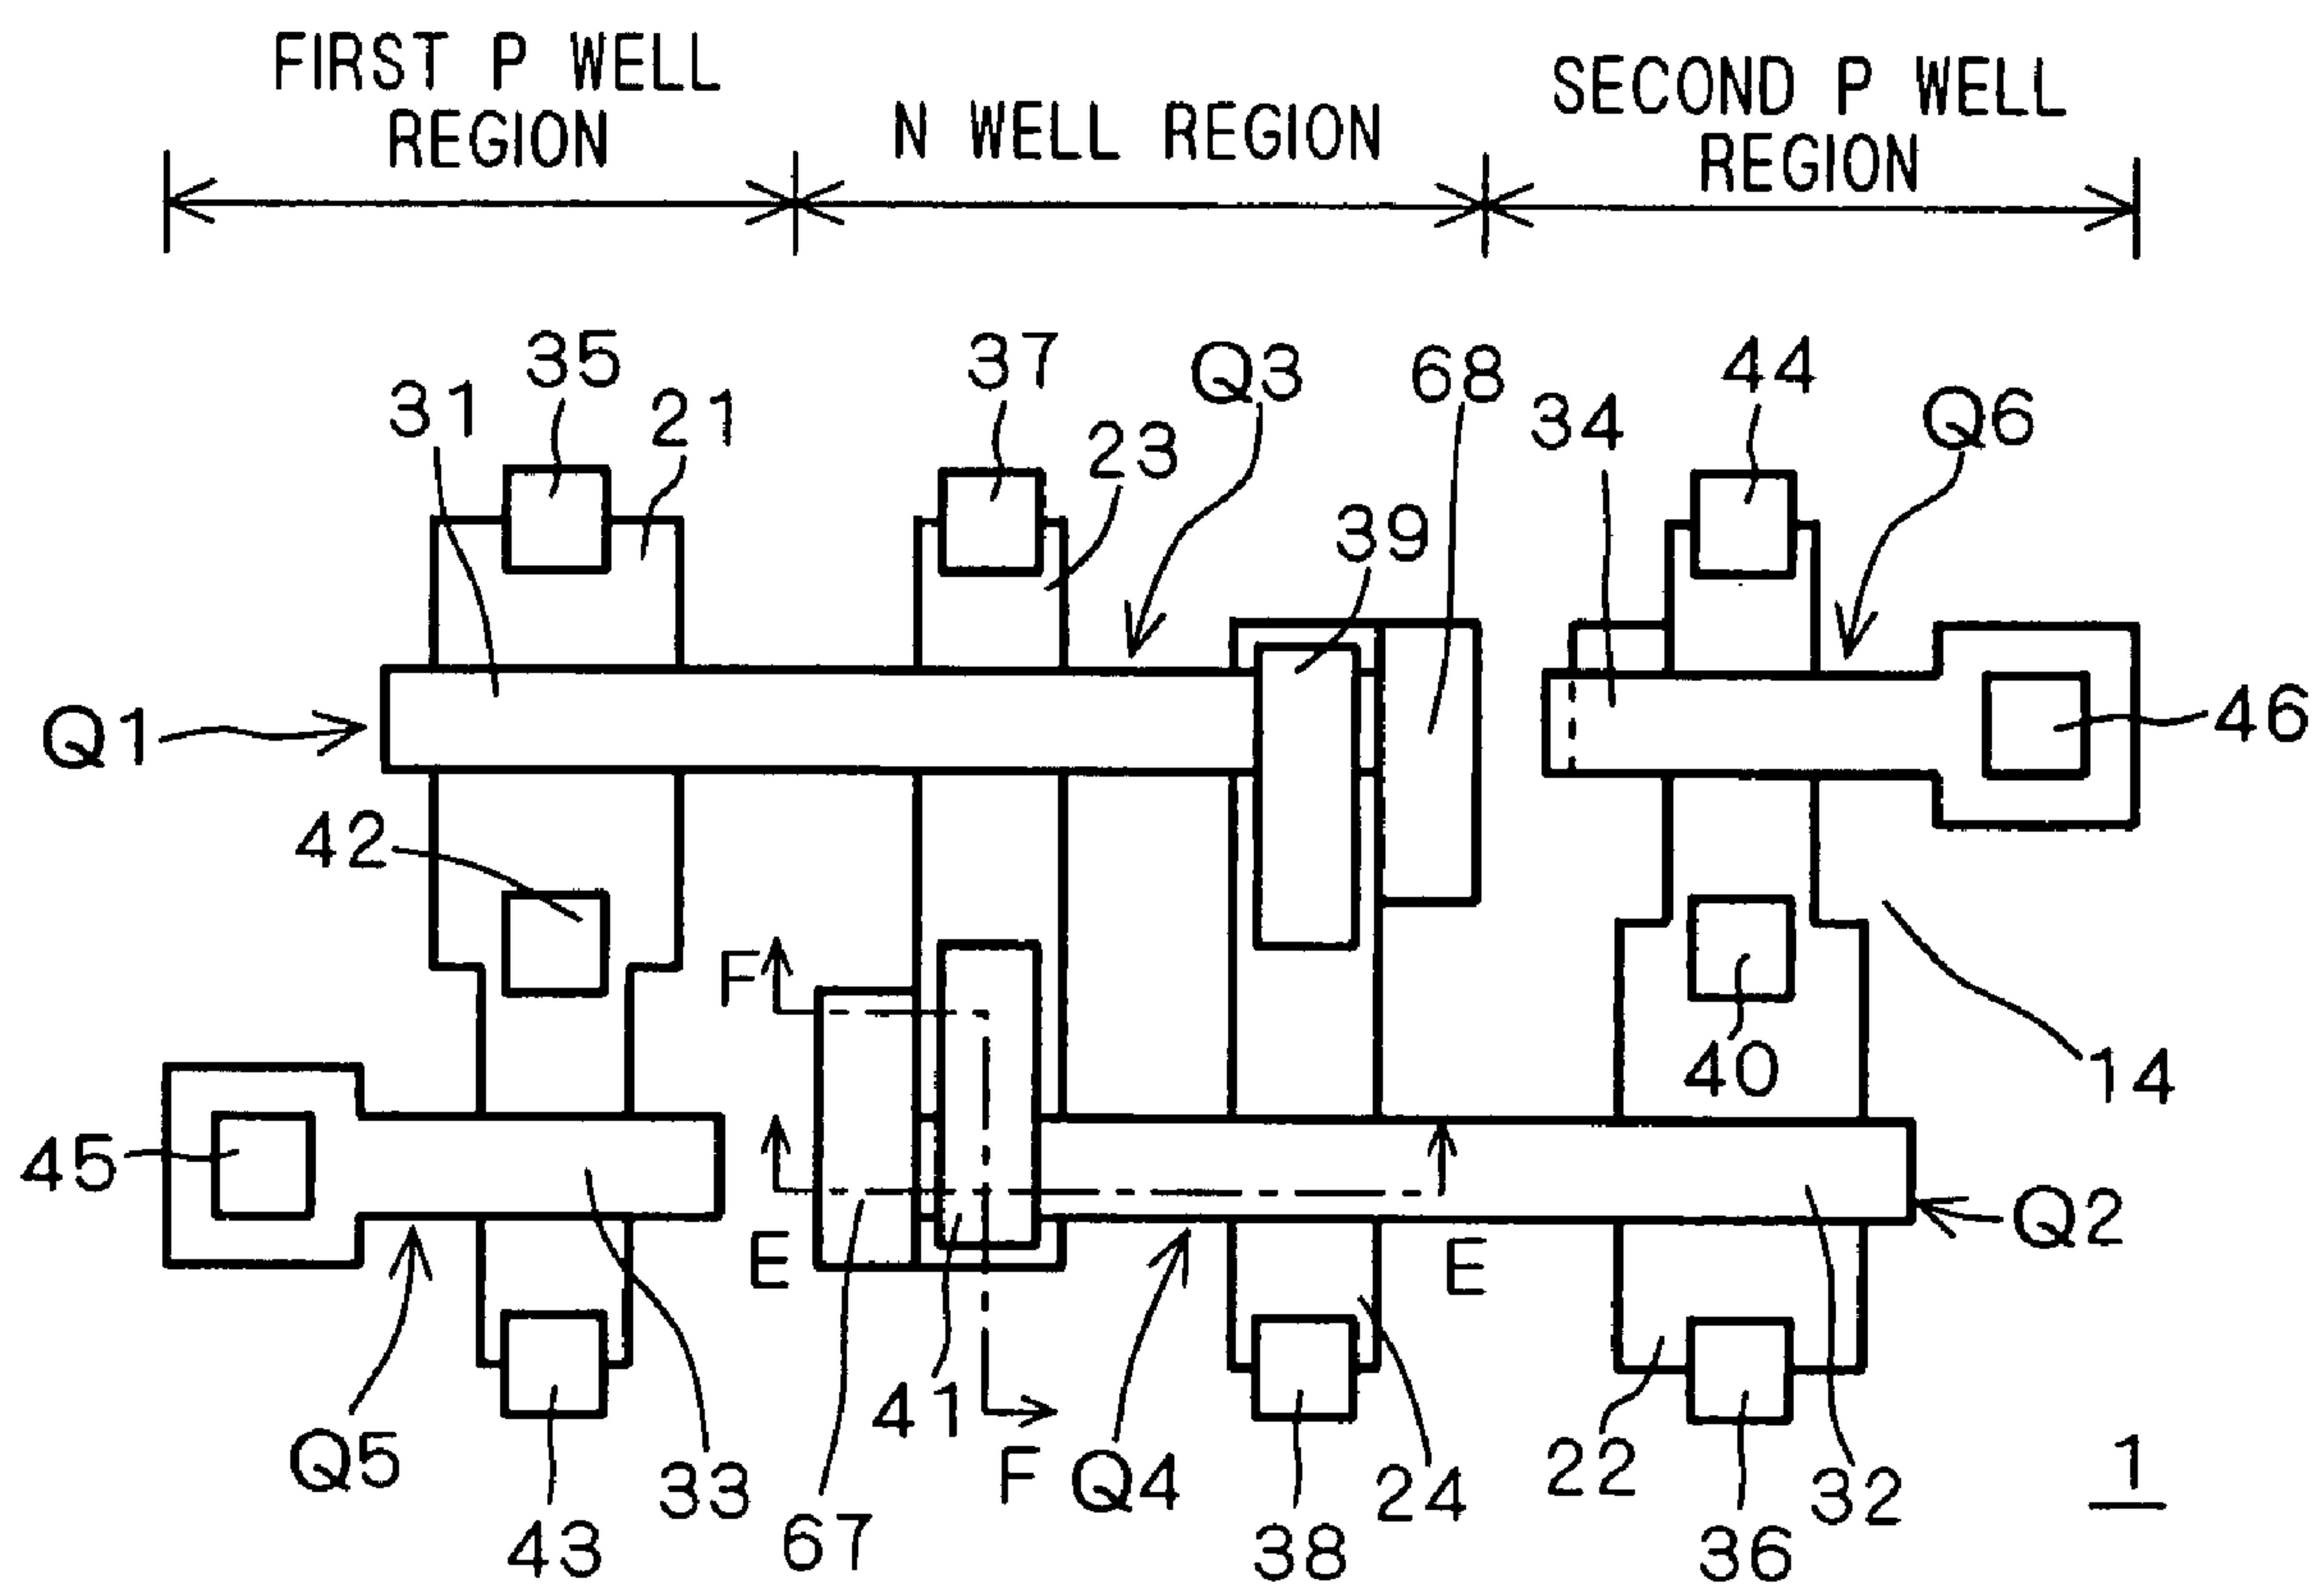 FIRST P WELL
REGION
N WELL REGION
SECOND P WELL
REGION
35
37
Q3
68
44
31
21
23
34
Q6
39
Q1
46
42
F
40
14
45
E
E
Q2
41
F
Q5
33
Q4
24
22
32
1
43
67
38
36